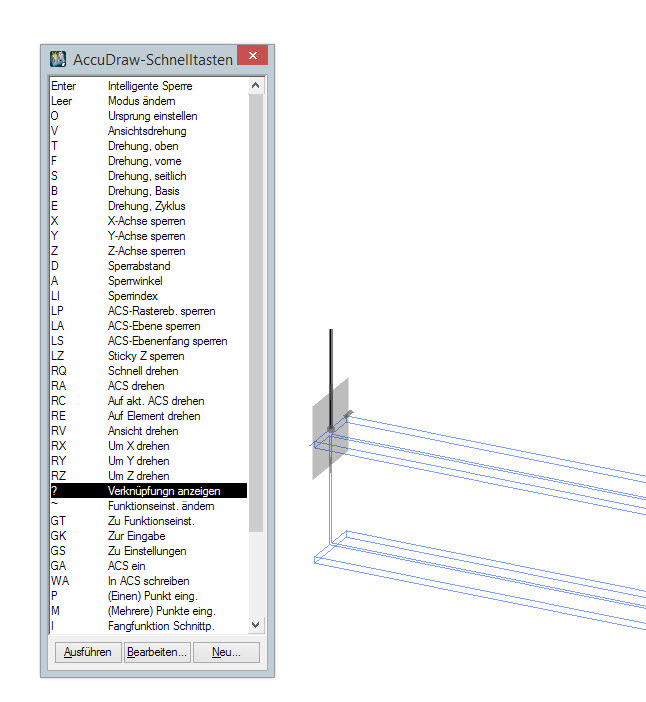 AccuDraw-Schnelltasten
Enter Intelligente Sperre
Leer Modus ändern
O Ursprung einstellen
V Ansichtsdrehung
T Drehung, oben
F Drehung, vorne
S Drehung, seitlich
B Drehung, Basis
E Drehung, Zyklus
X X-Achse sperren
Y Y-Achse sperren
Z Z-Achse sperren
D Sperrabstand
A Sperrwinkel
LI Sperrindex
LP ACS-Rastereb. sperren
LA ACS-Ebene sperren
LS ACS-Ebenenfang sperren
LZ Sticky Z sperren
RQ Schnell drehen
RA ACS drehen
RC Auf akt. ACS drehen
RE Auf Element drehen
RV Ansicht drehen
RX Um X drehen
RY Um Y drehen
RZ Um Z drehen
? Verknüpfungn anzeigen
~ Funktionseinst. ändern
GT Zu Funktionseinst.
GK Zur Eingabe
GS Zu Einstellungen
GA ACS ein
WA In ACS schreiben
P (Einen) Punkt eing.
M (Mehrere) Punkte eing.
I Fangfunktion Schnittp.
Ausführen Bearbeiten... Neu...